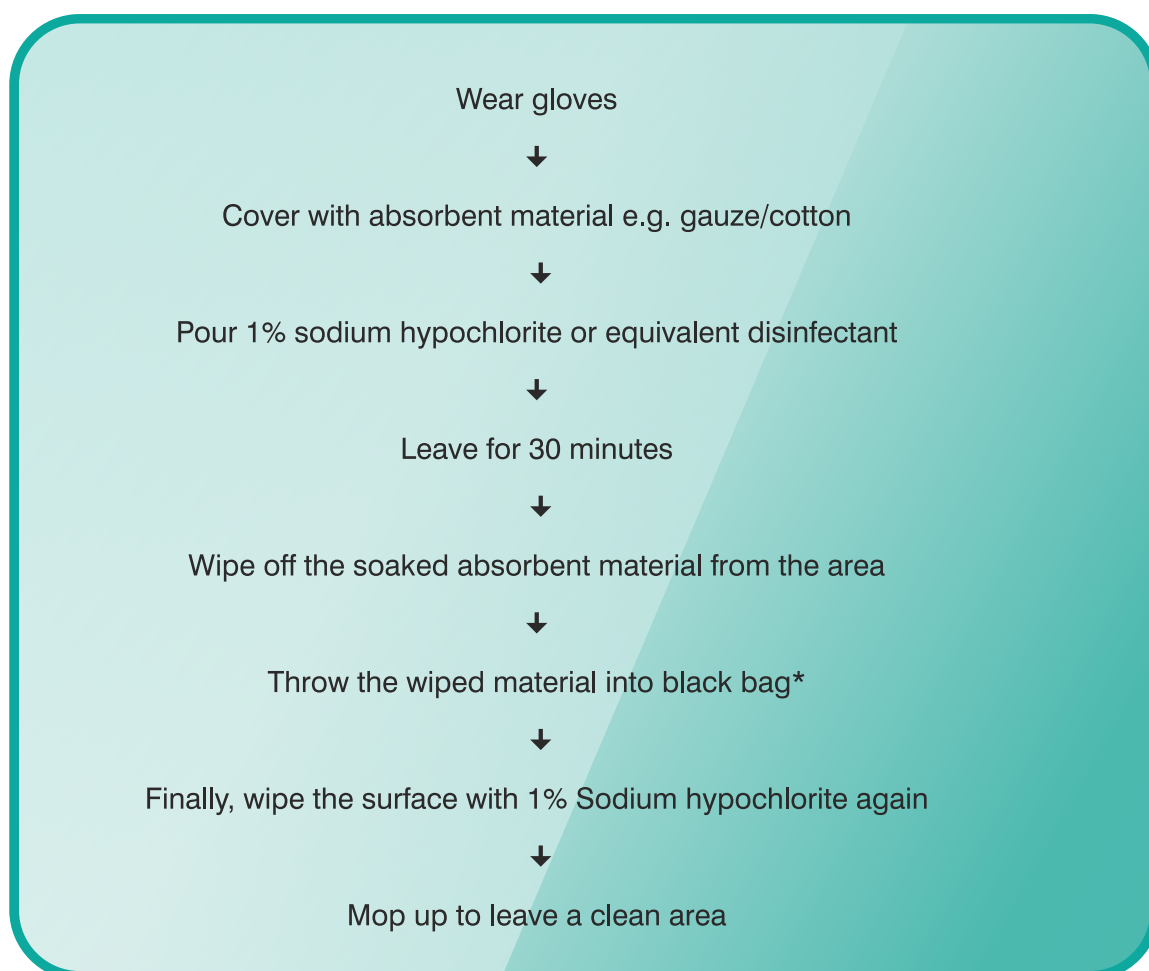 Wear gloves
Cover with absorbent material e.g. gauze/cotton
Pour 1% sodium hypochlorite or equivalent disinfectant
Leave for 30 minutes
Wipe off the soaked absorbent material from the area
Throw the wiped material into black bag*
Finally, wipe the surface with 1% Sodium hypochlorite again
Mop up to leave a clean area